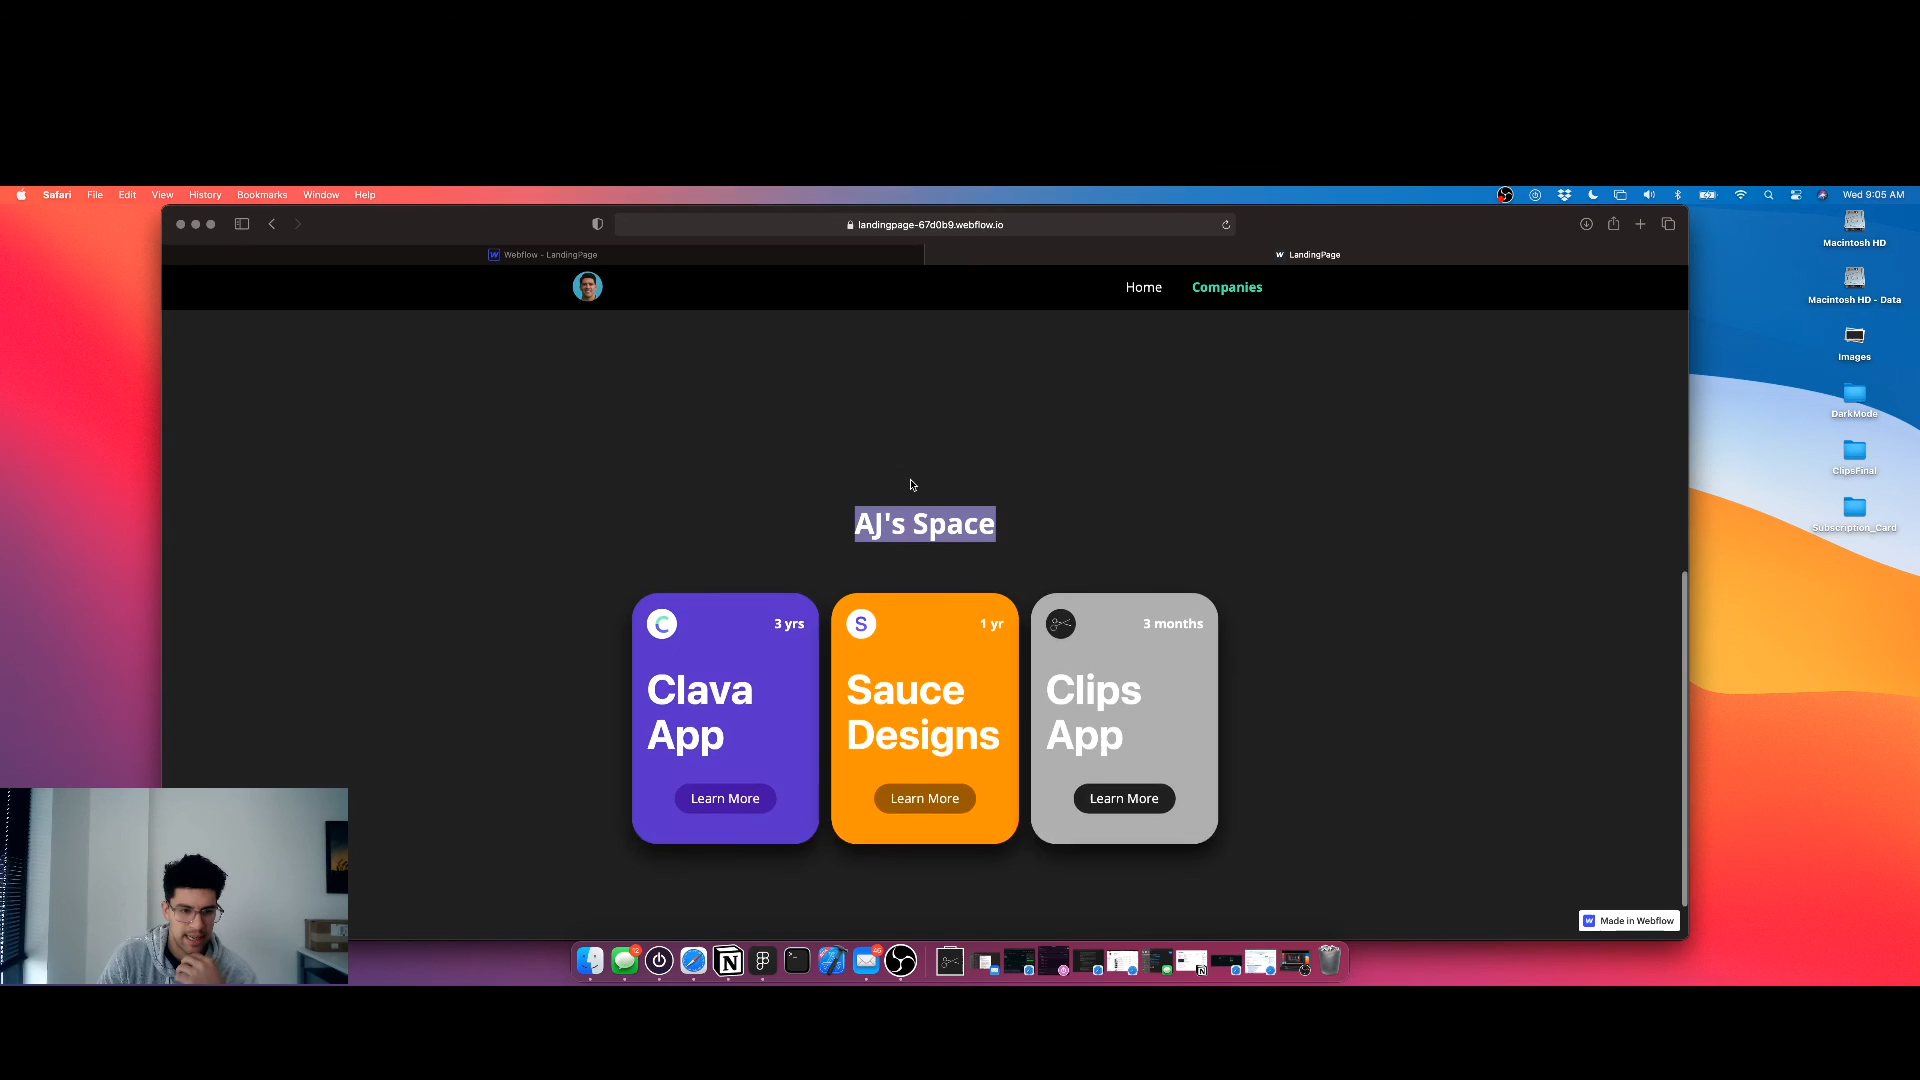 Safari File Edit View History Bookmarks Window Help
Wed 9:05 AM
landingpage-67d0b9.webflow.io
W Webflow - LandingPage
W LandingPage
Home Companies
AJ's Space
C 3 yrs
Clava
App
Learn More
S 1 yr
Sauce
Designs
Learn More
3 months
Clips
App
Learn More
W Made in Webflow
Macintosh HD
Macintosh HD - Data
Images
DarkMode
ClipsFinal
Subscription_Card